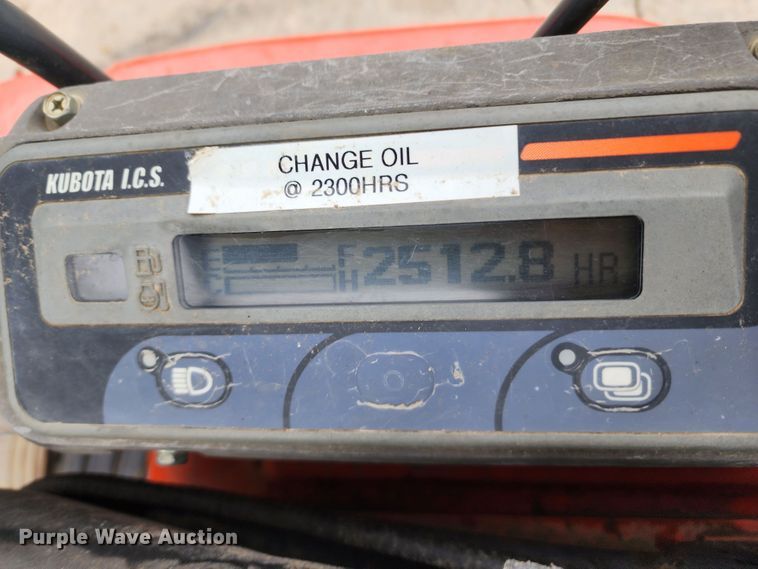 KUBOTA I.C.S.
CHANGE OIL
@ 2300HRS
E F
C H
2512.8 HR
Purple Wave Auction